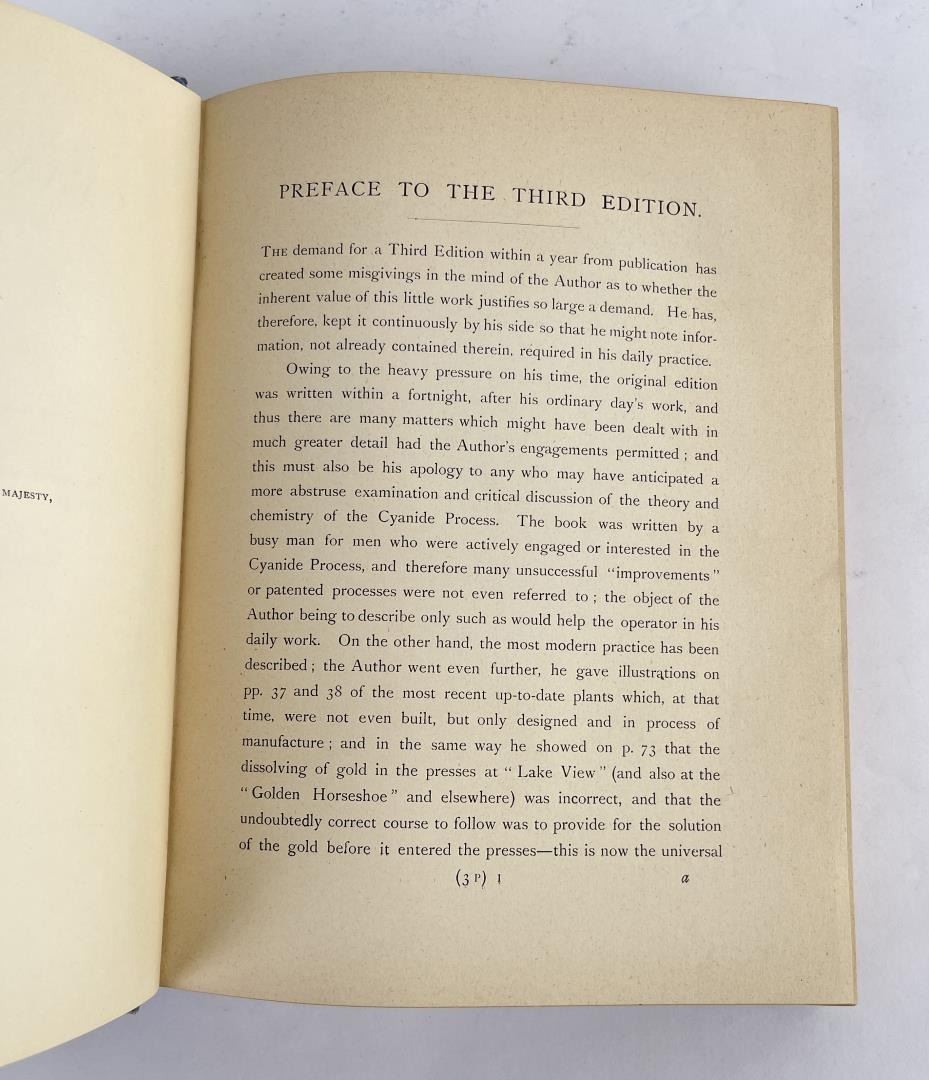 MAJESTY,
PREFACE TO THE THIRD EDITION.
THE demand for a Third Edition within a year from publication has
created some misgivings in the mind of the Author as to whether the
inherent value of this little work justifies so large a demand. He has,
therefore, kept it continuously by his side so that he might note infor-
mation, not already contained therein, required in his daily practice.
Owing to the heavy pressure on his time, the original edition
was written within a fortnight, after his ordinary day's work, and
thus there are many matters which might have been dealt with in
much greater detail had the Author's engagements permitted ; and
this must also be his apology to any who may have anticipated a
more abstruse examination and critical discussion of the theory and
chemistry of the Cyanide Process. The book was written by a
busy man for men who were actively engaged or interested in the
Cyanide Process, and therefore many unsuccessful "improvements"
or patented processes were not even referred to ; the object of the
Author being to describe only such as would help the operator in his
daily work. On the other hand, the most modern practice has been
described ; the Author went even further, he gave illustrations on
pp. 37 and 38 of the most recent up-to-date plants which, at that
time, were not even built, but only designed and in process of
manufacture ; and in the same way he showed on p. 73 that the
dissolving of gold in the presses at "Lake View" (and also at the
"Golden Horseshoe" and elsewhere) was incorrect, and that the
undoubtedly correct course to follow was to provide for the solution
of the gold before it entered the presses—this is now the universal
(3 P) 1 a